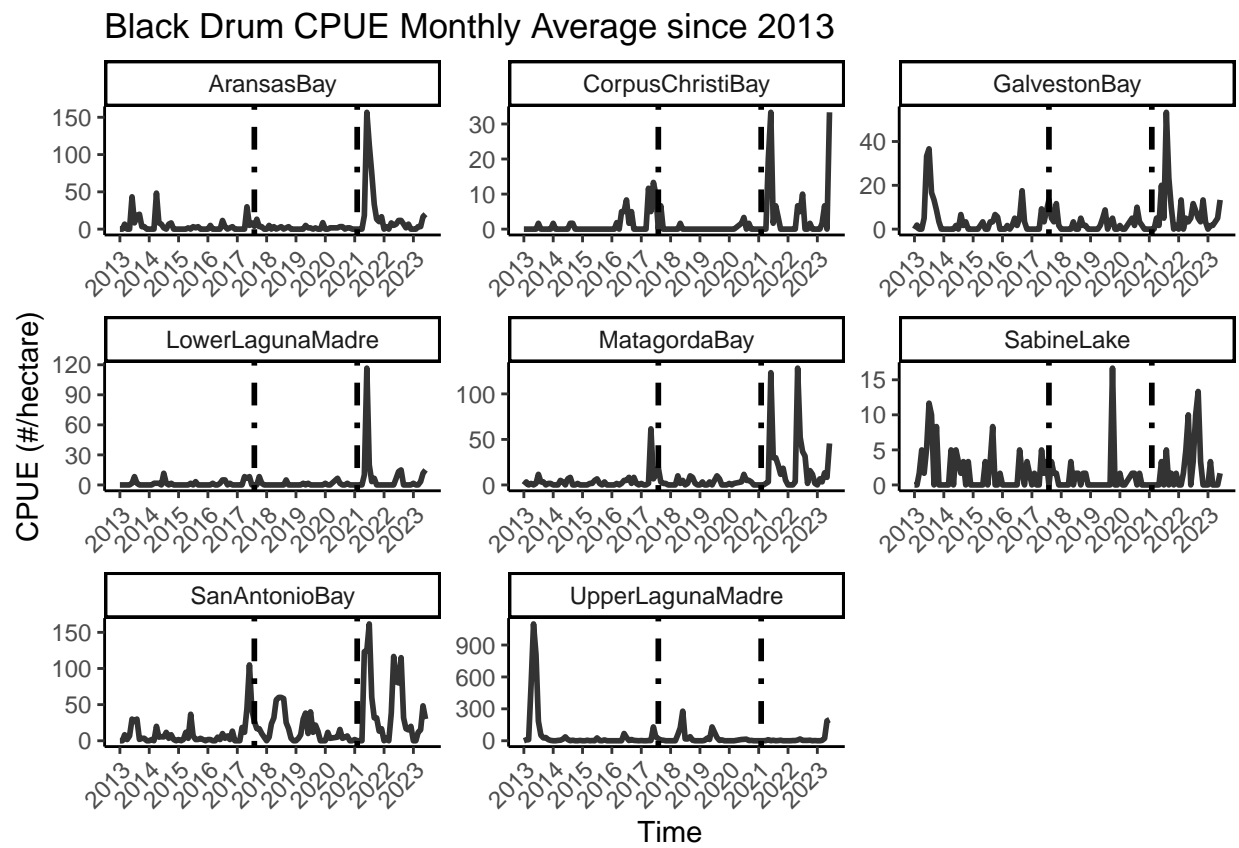 Black Drum CPUE Monthly Average since 2013
AransasBay
CorpusChristiBay
GalvestonBay
150
100
50
0
30
20
10
0
40
20
0
2013 2014 2015 2016 2017 2018 2019 2020 2021 2022 2023
2013 2014 2015 2016 2017 2018 2019 2020 2021 2022 2023
2013 2014 2015 2016 2017 2018 2019 2020 2021 2022 2023
CPUE (#/hectare)
LowerLagunaMadre
MatagordaBay
SabineLake
120
90
60
30
0
100
50
0
15
10
5
0
2013 2014 2015 2016 2017 2018 2019 2020 2021 2022 2023
2013 2014 2015 2016 2017 2018 2019 2020 2021 2022 2023
2013 2014 2015 2016 2017 2018 2019 2020 2021 2022 2023
SanAntonioBay
UpperLagunaMadre
150
100
50
0
900
600
300
0
2013 2014 2015 2016 2017 2018 2019 2020 2021 2022 2023
2013 2014 2015 2016 2017 2018 2019 2020 2021 2022 2023
Time